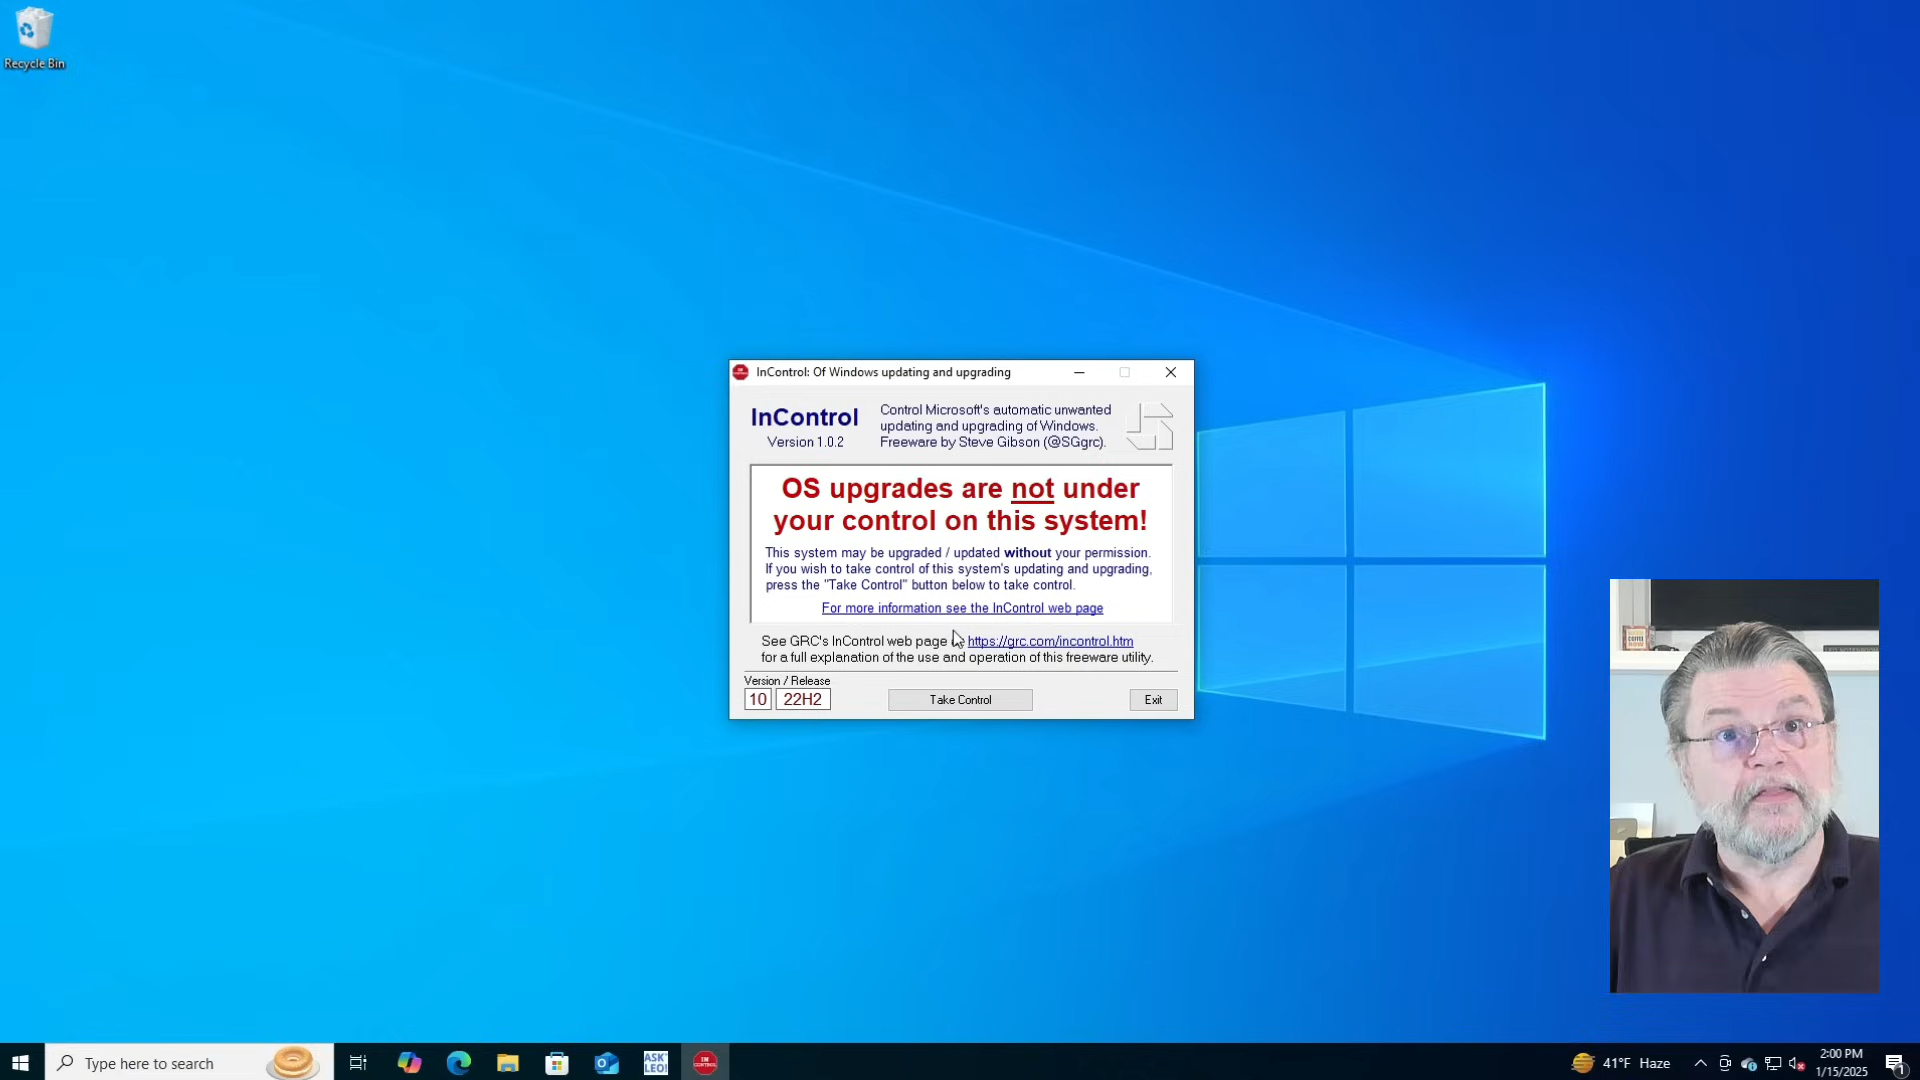 Recycle Bin
InControl: Of Windows updating and upgrading
InControl
Version 1.0.2
Control Microsoft's automatic unwanted
updating and upgrading of Windows.
Freeware by Steve Gibson (@SGgrc).
OS upgrades are not under
your control on this system!
This system may be upgraded / updated without your permission.
If you wish to take control of this system's updating and upgrading,
press the "Take Control" button below to take control.
For more information see the InControl web page
See GRC's InControl web page https://grc.com/incontrol.htm
for a full explanation of the use and operation of this freeware utility.
Version / Release
10 22H2
Take Control
Exit
Type here to search
ASK LEO!
IN CONTROL
41°F Haze
2:00 PM
1/15/2025
1